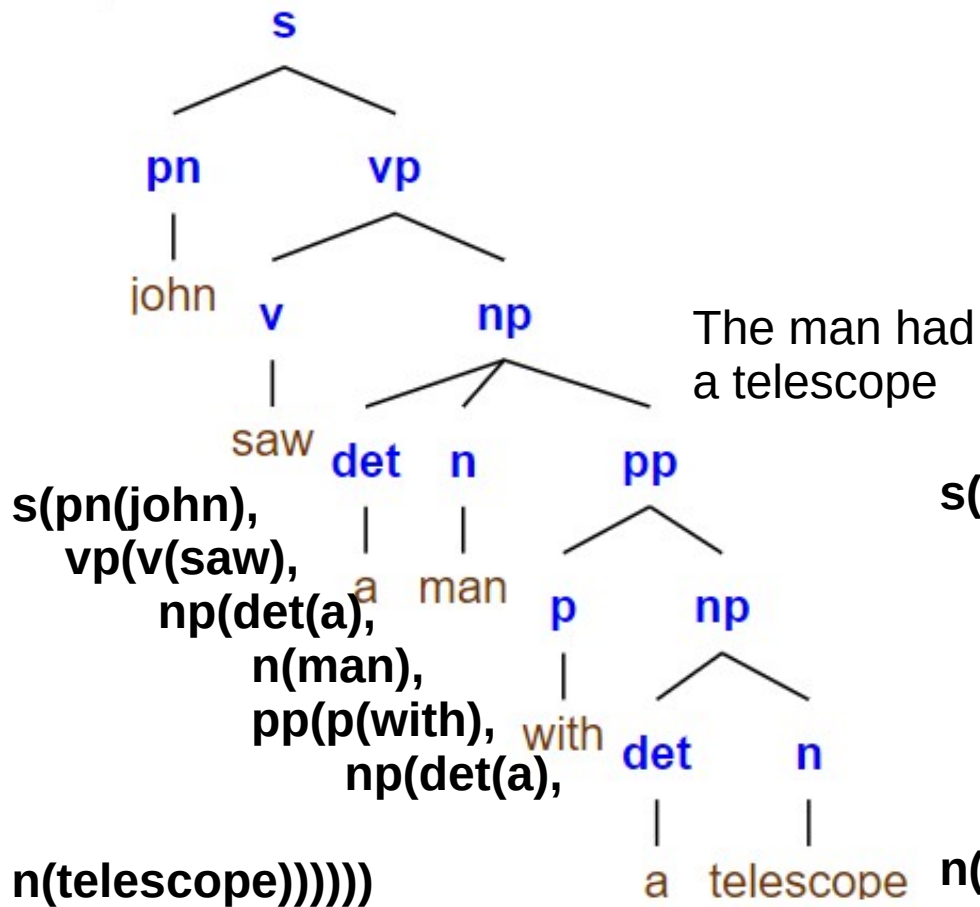 s
pn vp
john
v np
The man had
a telescope
saw
det n pp
s(pn(john),
s(
vp(v(saw),
a man
p np
np(det(a),
n(man),
pp(p(with),
with
det n
np(det(a),
n(telescope))))))
a telescope
n(